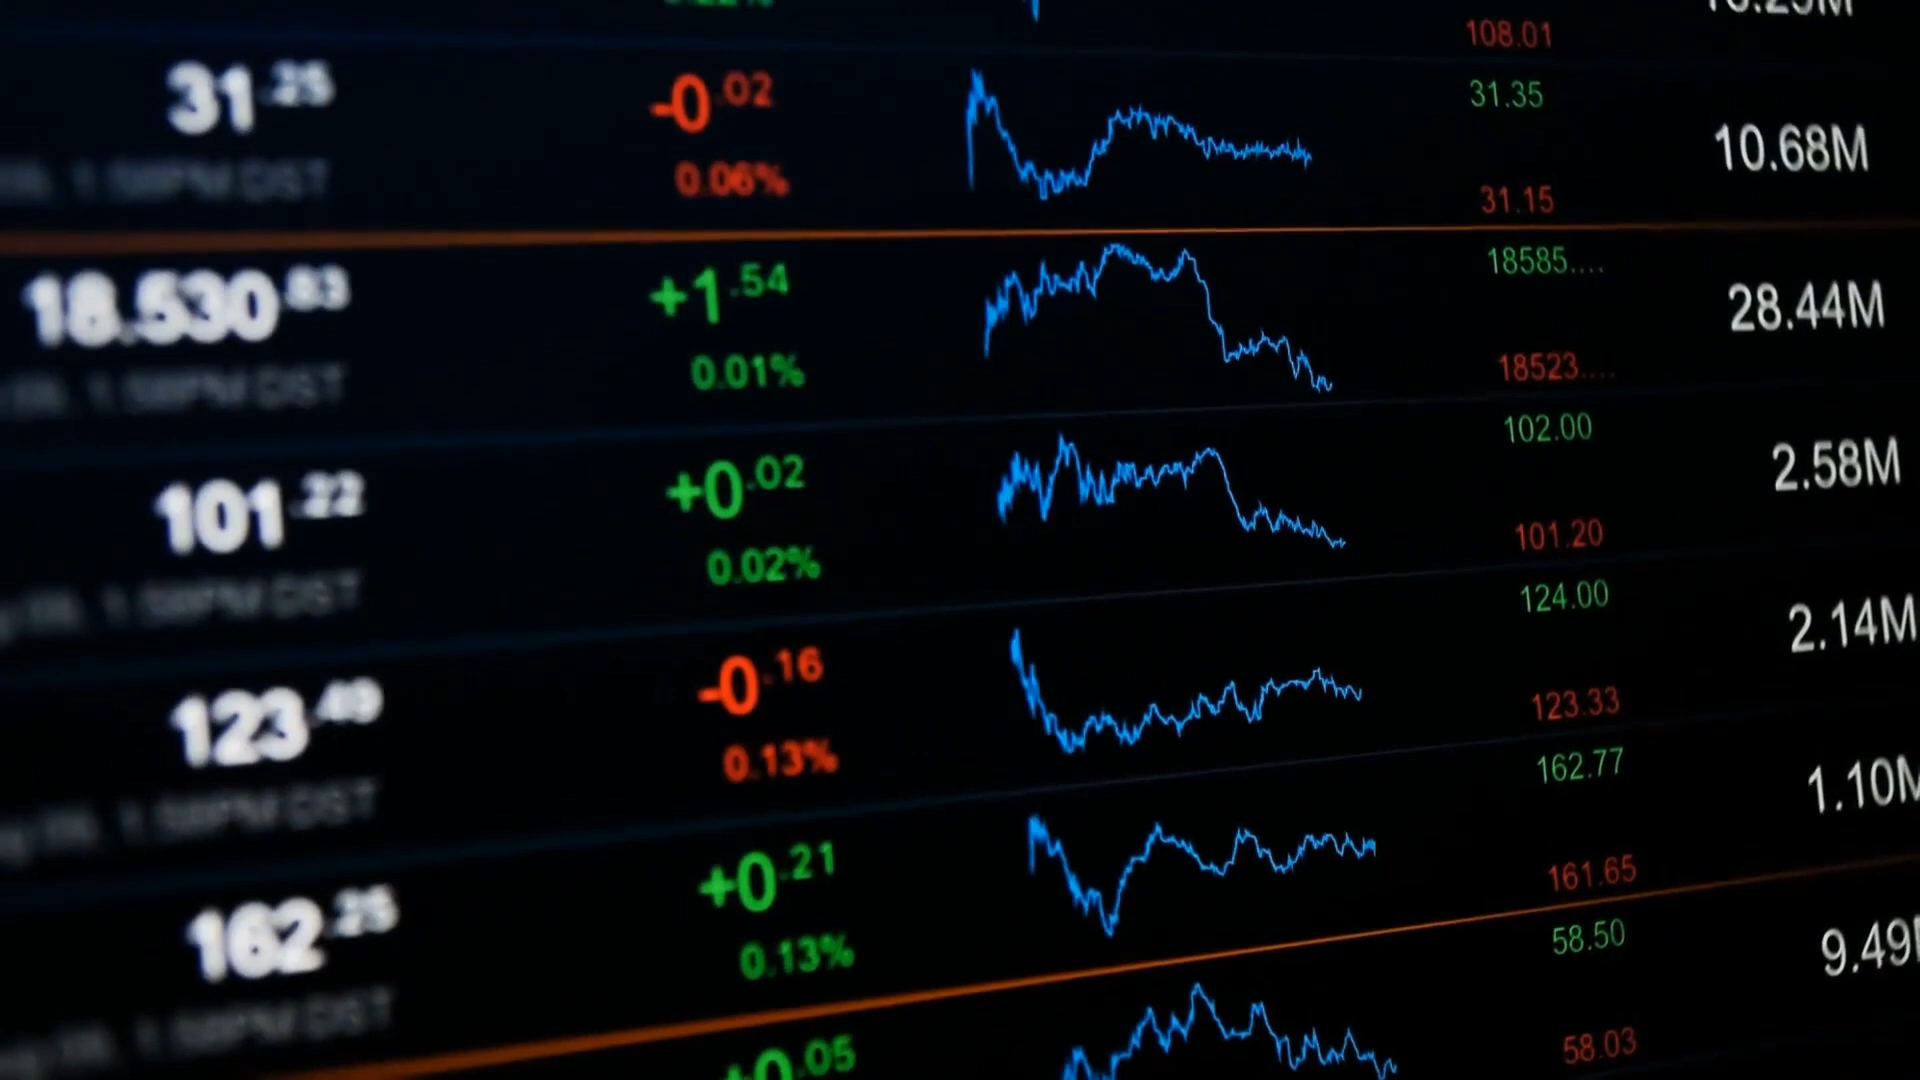 108.01
31.25 -0.02 31.35 10.68M
0.06% 31.15
18.530.83 +1.54 18585.... 28.44M
0.01% 18523....
101.22 +0.02 102.00 2.58M
0.02% 101.20
123.49 -0.16 124.00 2.14M
0.13% 123.33
162.25 +0.21 162.77 1.10M
0.13% 161.65
58.50 9.49M
+0.05 58.03